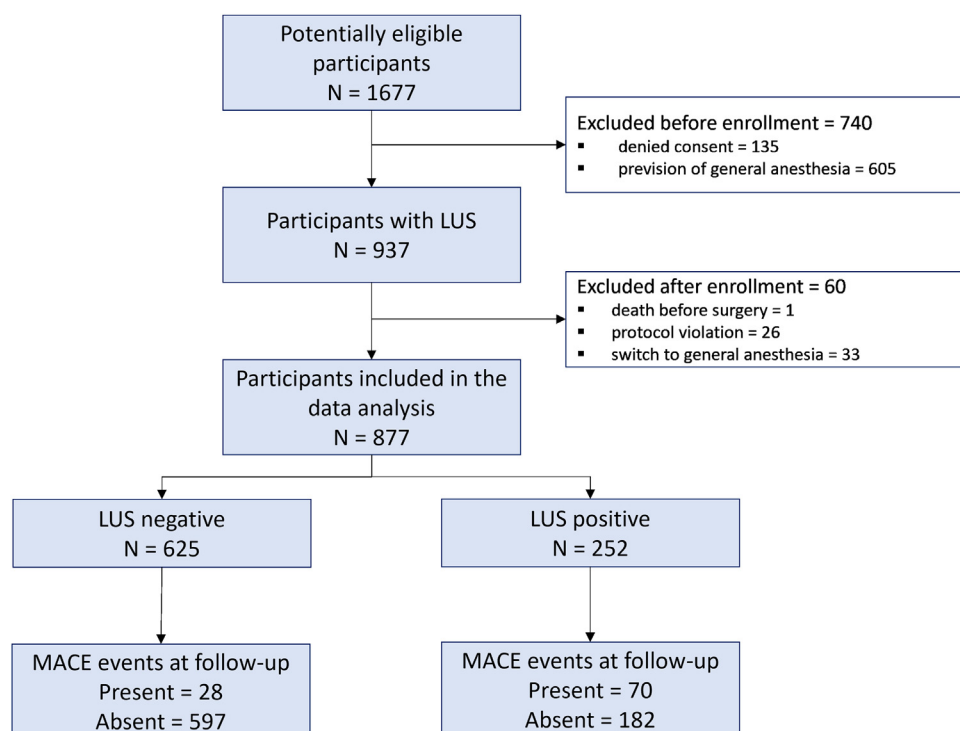 Potentially eligible
participants
N = 1677
Excluded before enrollment = 740
▪ denied consent = 135
▪ prevision of general anesthesia = 605
Participants with LUS
N = 937
Excluded after enrollment = 60
▪ death before surgery = 1
▪ protocol violation = 26
▪ switch to general anesthesia = 33
Participants included in the
data analysis
N = 877
LUS negative
N = 625
LUS positive
N = 252
MACE events at follow-up
Present = 28
Absent = 597
MACE events at follow-up
Present = 70
Absent = 182